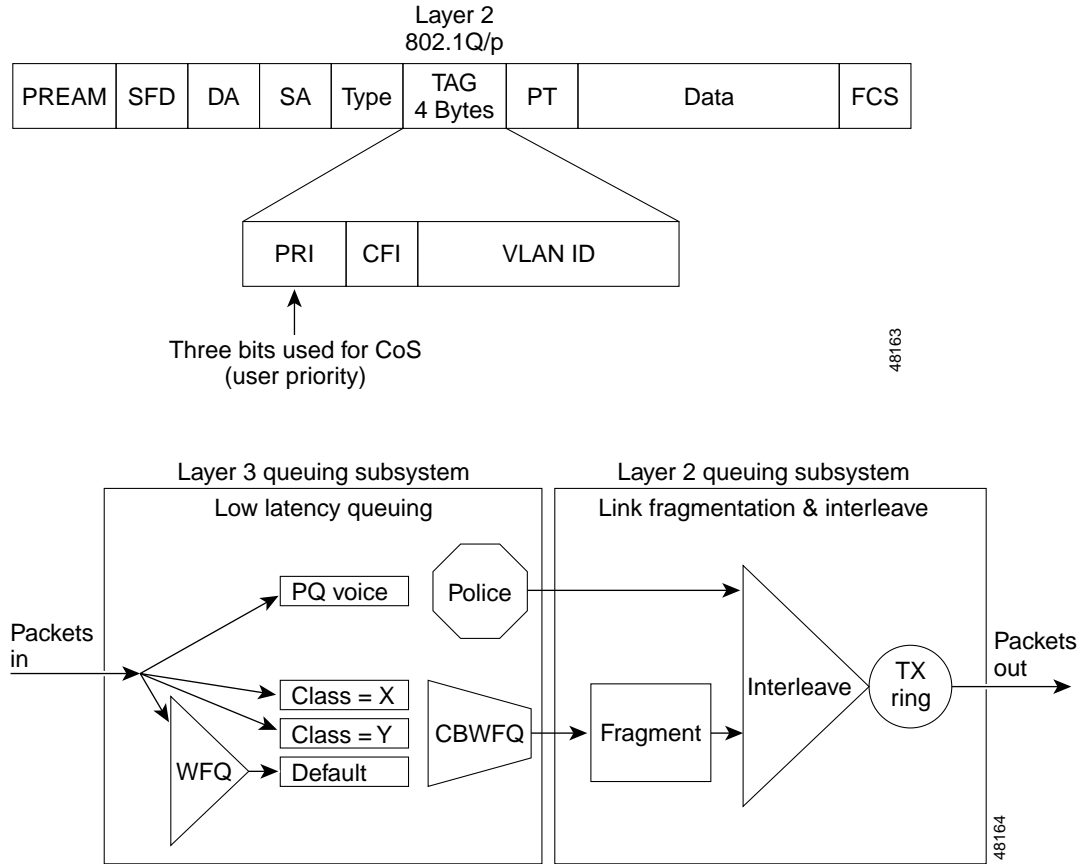 Layer 2
802.1Q/p
PREAM SFD DA SA Type TAG 4 Bytes PT Data FCS
PRI CFI VLAN ID
Three bits used for CoS
(user priority)
48163
Layer 3 queuing subsystem
Layer 2 queuing subsystem
Low latency queuing
Link fragmentation & interleave
Packets
in
PQ voice
Police
Class = X
Class = Y
WFQ
Default
CBWFQ
Fragment
Interleave
TX
ring
Packets
out
48164